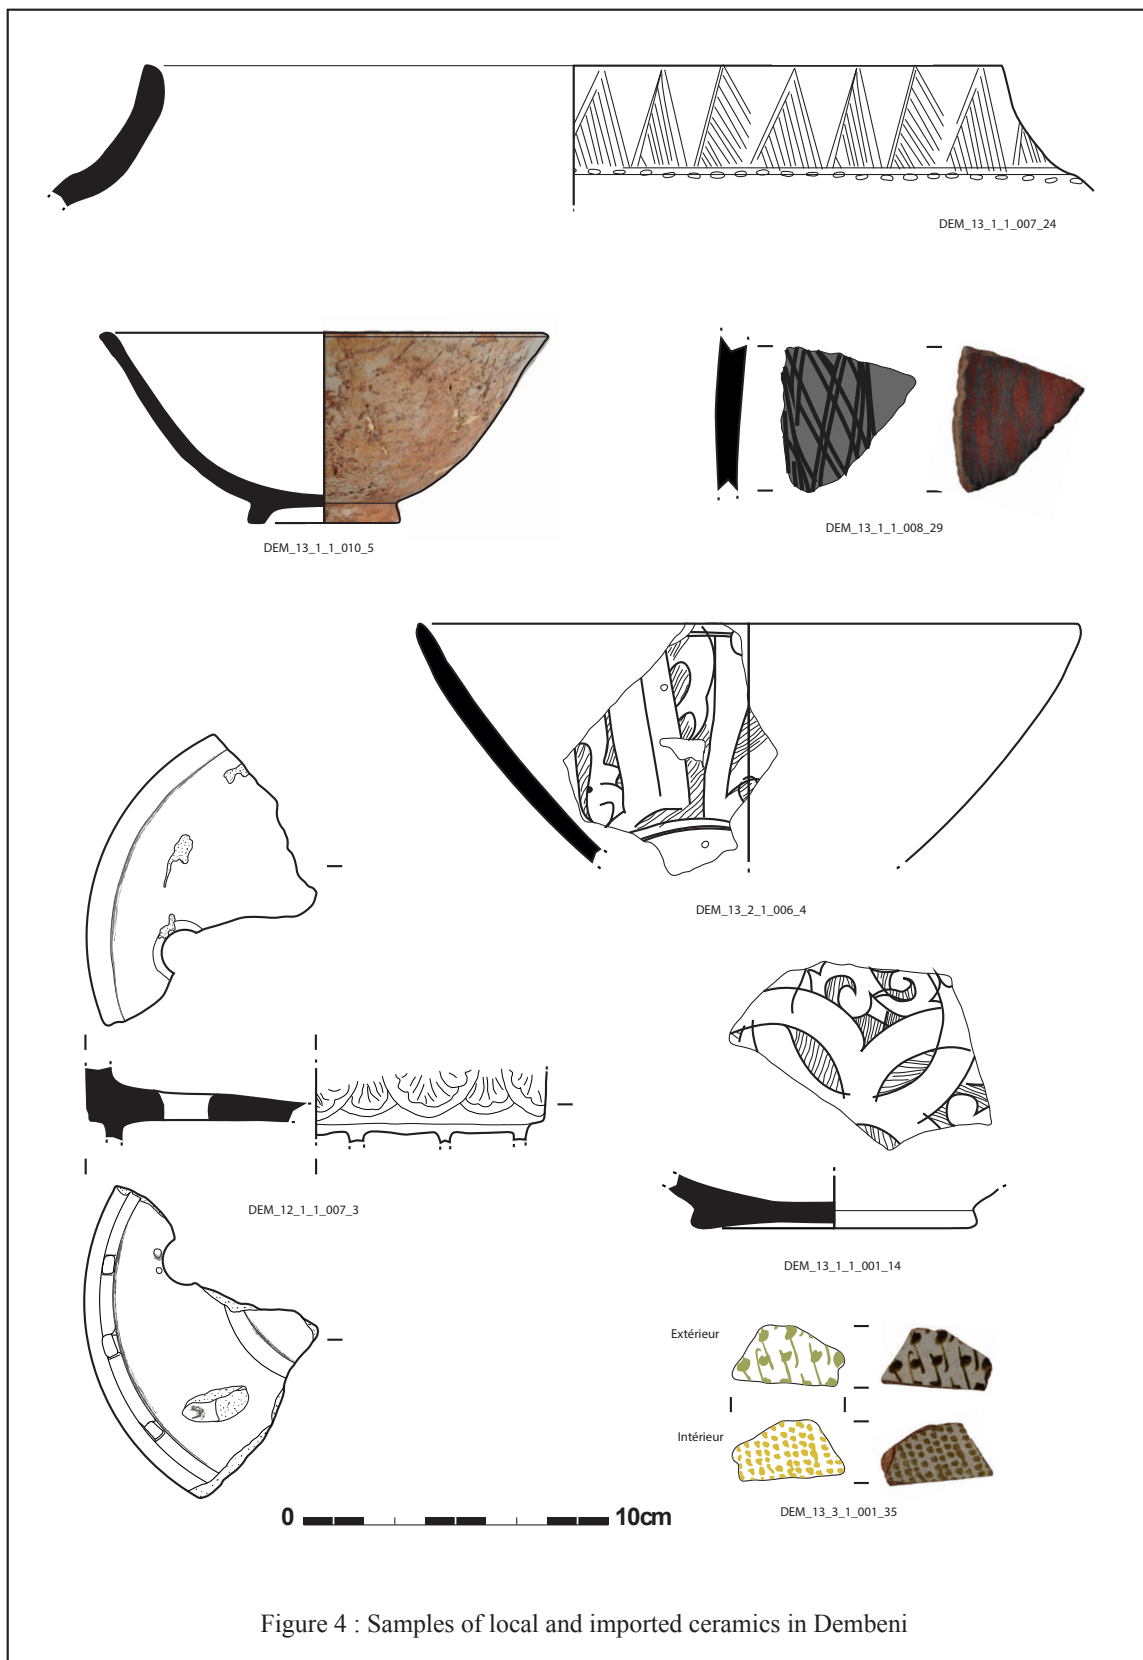 DEM_13_1_1_007_24
DEM_13_1_1_010_5
DEM_13_1_1_008_29
DEM_13_2_1_006_4
DEM_12_1_1_007_3
DEM_13_1_1_001_14
Extérieur
Intérieur
DEM_13_3_1_001_35
0 10cm
Figure 4 : Samples of local and imported ceramics in Dembeni